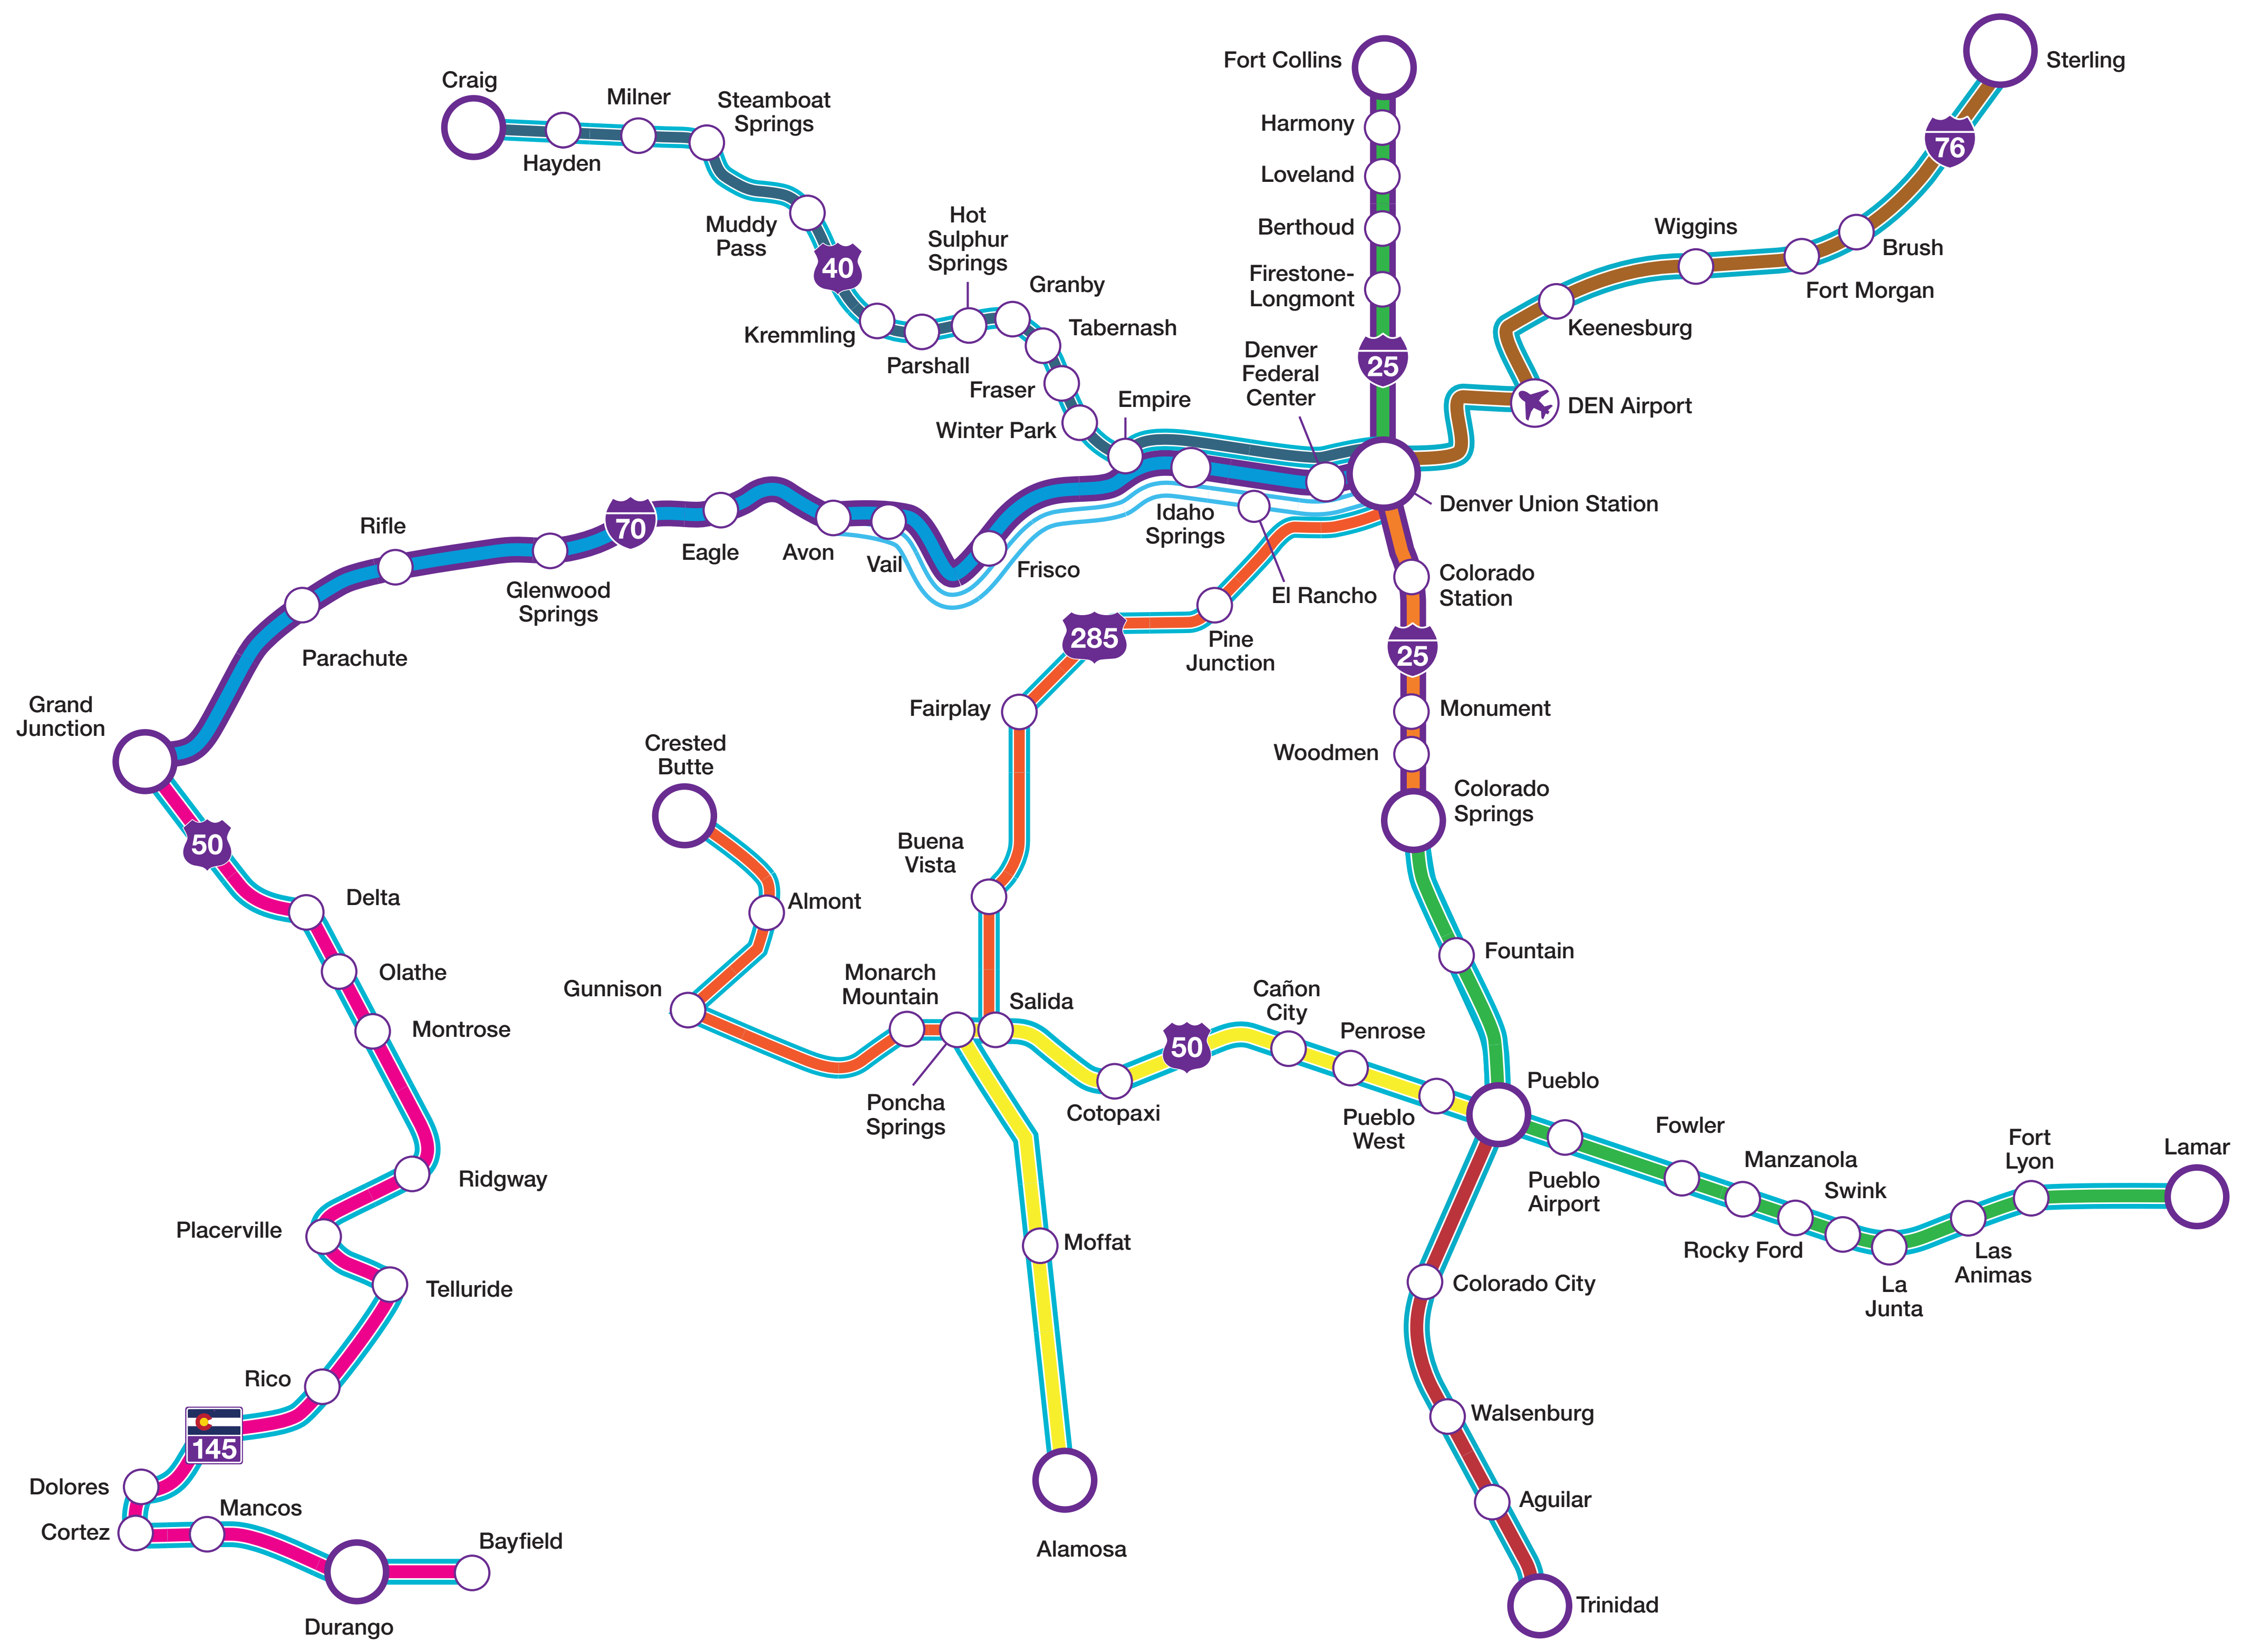 Craig
Hayden
Milner
Steamboat
Springs
Muddy
Pass
40
Kremmling
Parshall
Hot
Sulphur
Springs
Granby
Tabernash
Fraser
Winter Park
Empire
Fort Collins
Harmony
Loveland
Berthoud
Firestone-
Longmont
25
Denver
Federal
Center
Sterling
76
Brush
Fort Morgan
Wiggins
Keenesburg
DEN Airport
Denver Union Station
Idaho
Springs
El Rancho
Frisco
Vail
Avon
Eagle
70
Glenwood
Springs
Rifle
Parachute
Grand
Junction
Colorado
Station
25
Monument
Woodmen
Colorado
Springs
Pine
Junction
285
Fairplay
Buena
Vista
Crested
Butte
Almont
Gunnison
Monarch
Mountain
Poncha
Springs
Salida
Cotopaxi
50
Cañon
City
Penrose
Pueblo
West
Pueblo
Fountain
Pueblo
Airport
Fowler
Manzanola
Rocky Ford
Swink
La
Junta
Las
Animas
Fort
Lyon
Lamar
Moffat
Alamosa
Colorado City
Walsenburg
Aguilar
Trinidad
50
Delta
Olathe
Montrose
Ridgway
Placerville
Telluride
Rico
145
Dolores
Cortez
Mancos
Durango
Bayfield